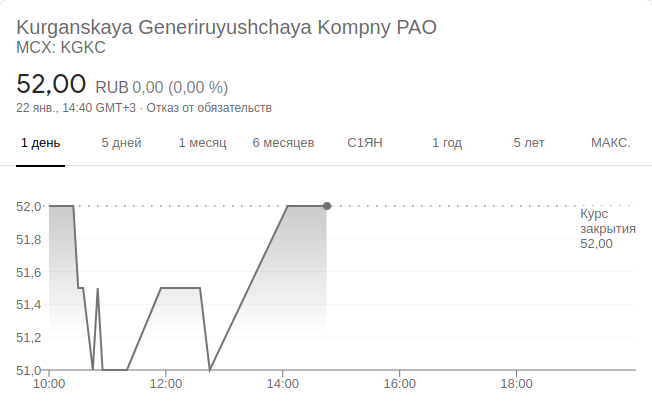 Kurganskaya Generiruyushchaya Kompny PAO
MCX: KGKC
52,00 RUB 0,00 (0,00 %)
22 янв., 14:40 GMT+3 · Отказ от обязательств
1 день 5 дней 1 месяц 6 месяцев С1ЯН 1 год 5 лет МАКС.
52,0
51,8
51,6
51,4
51,2
51,0
Курс
закрытия
52,00
10:00 12:00 14:00 16:00 18:00